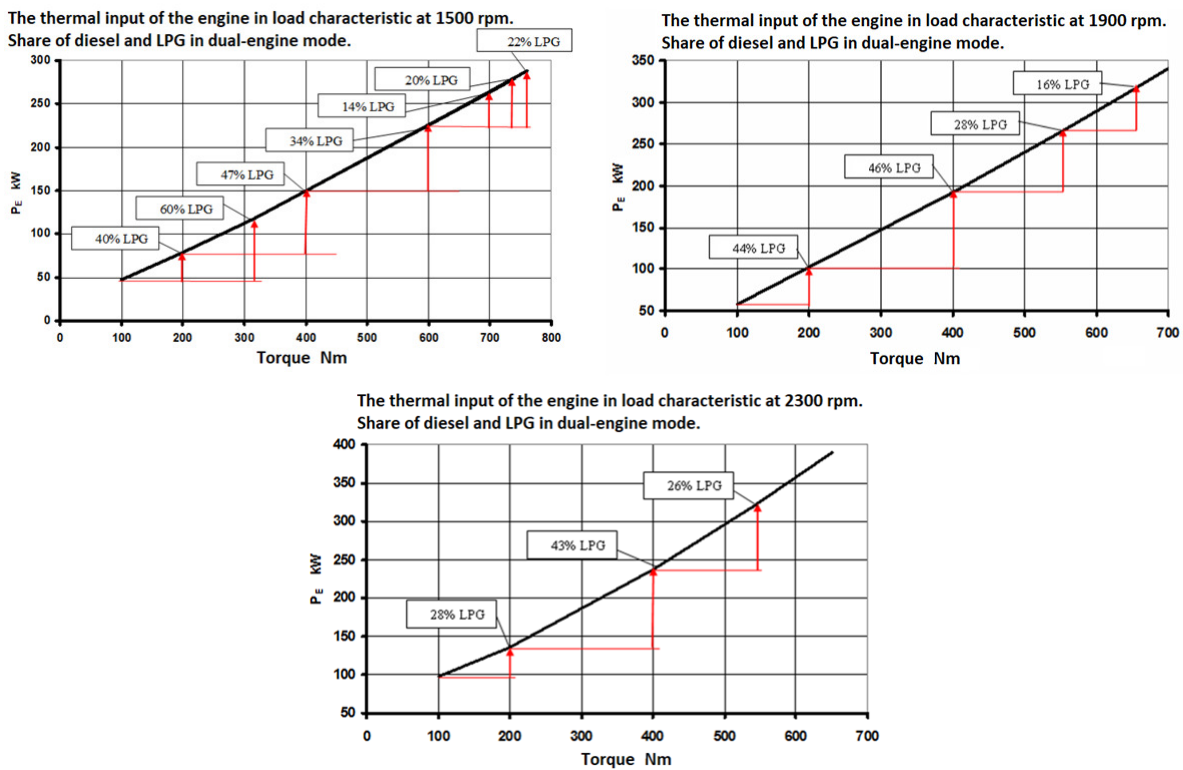 The thermal input of the engine in load characteristic at 1500 rpm.
Share of diesel and LPG in dual-engine mode.
22% LPG
300
20% LPG
250
14% LPG
200
34% LPG
47% LPG
150
60% LPG
100
40% LPG
50
0
PE kW
0 100 200 300 400 500 600 700 800
Torque Nm
The thermal input of the engine in load characteristic at 1900 rpm.
Share of diesel and LPG in dual-engine mode.
350
16% LPG
300
28% LPG
250
46% LPG
200
150
44% LPG
100
50
PE kW
0 100 200 300 400 500 600 700
Torque Nm
The thermal input of the engine in load characteristic at 2300 rpm.
Share of diesel and LPG in dual-engine mode.
400
350
26% LPG
300
43% LPG
250
200
28% LPG
150
100
50
PE kW
0 100 200 300 400 500 600 700
Torque Nm